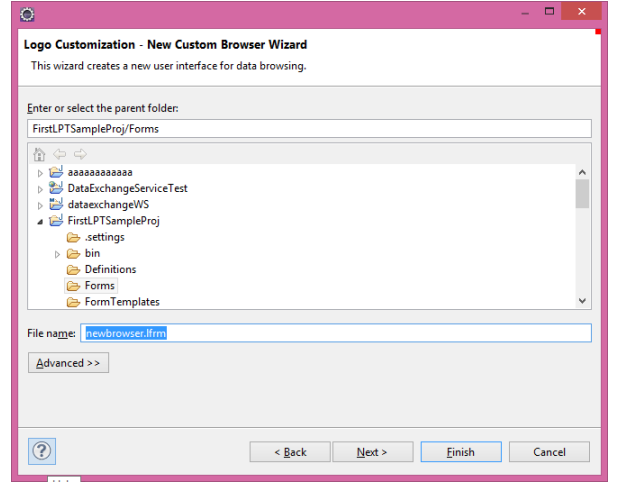 Logo Customization - New Custom Browser Wizard
This wizard creates a new user interface for data browsing.
Enter or select the parent folder:
FirstLPTSampleProj/Forms
aaaaaaaaaaaa
DataExchangeServiceTest
dataexchangeWS
FirstLPTSampleProj
.settings
bin
Definitions
Forms
FormTemplates
File name: newbrowser.lfrm
Advanced >>
< Back Next > Finish Cancel